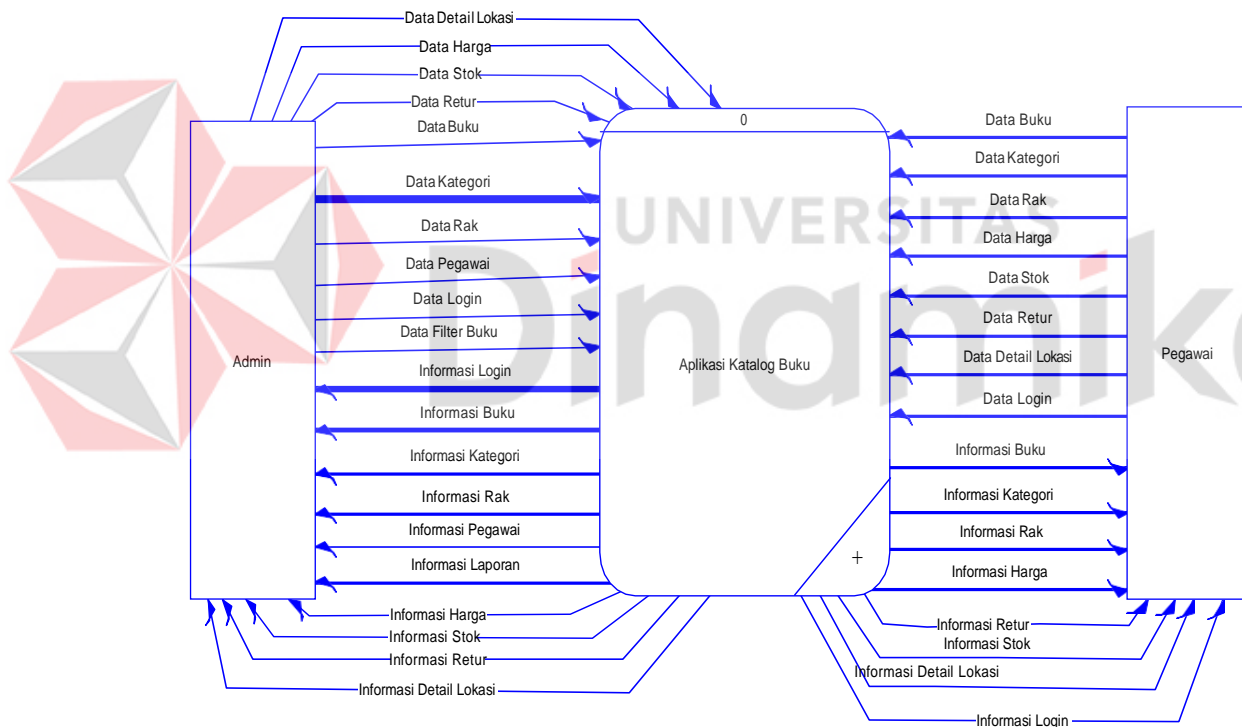 Data Detail Lokasi
Data Harga
Data Stok
Data Retur
Data Buku
Data Kategori
Data Rak
Data Pegawai
Data Login
Data Filter Buku
Informasi Login
Informasi Buku
Informasi Kategori
Informasi Rak
Informasi Pegawai
Informasi Laporan
Informasi Harga
Informasi Stok
Informasi Retur
Informasi Detail Lokasi
Admin
0
Aplikasi Katalog Buku
+
UNIVERSITAS
Dinamika
Data Buku
Data Kategori
Data Rak
Data Harga
Data Stok
Data Retur
Data Detail Lokasi
Data Login
Informasi Buku
Informasi Kategori
Informasi Rak
Informasi Harga
Informasi Retur
Informasi Stok
Informasi Detail Lokasi
Informasi Login
Pegawai